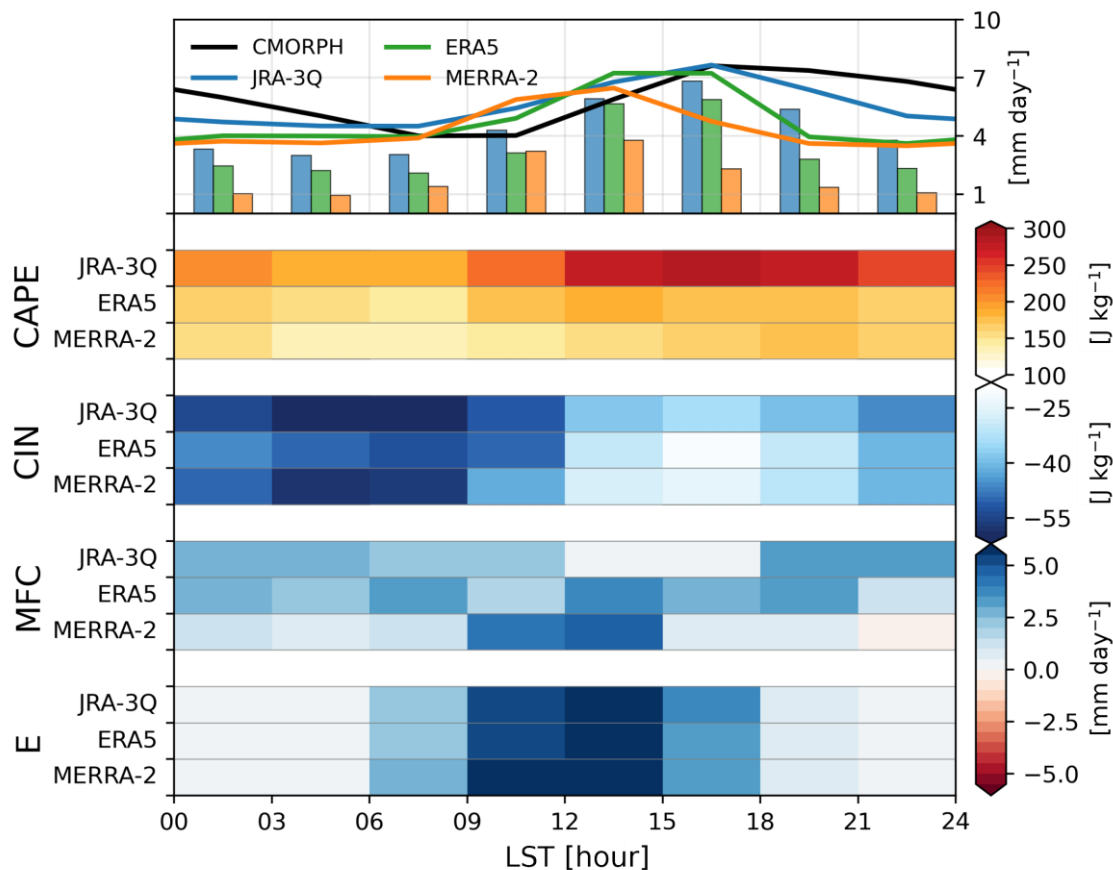 CMORPH
JRA-3Q
ERA5
MERRA-2
10
7
4
1
[mm day⁻¹]
CAPE
JRA-3Q
ERA5
MERRA-2
300
250
200
150
100
[J kg⁻¹]
CIN
JRA-3Q
ERA5
MERRA-2
−25
−40
−55
[J kg⁻¹]
MFC
JRA-3Q
ERA5
MERRA-2
E
JRA-3Q
ERA5
MERRA-2
5.0
2.5
0.0
−2.5
−5.0
[mm day⁻¹]
00 03 06 09 12 15 18 21 24
LST [hour]